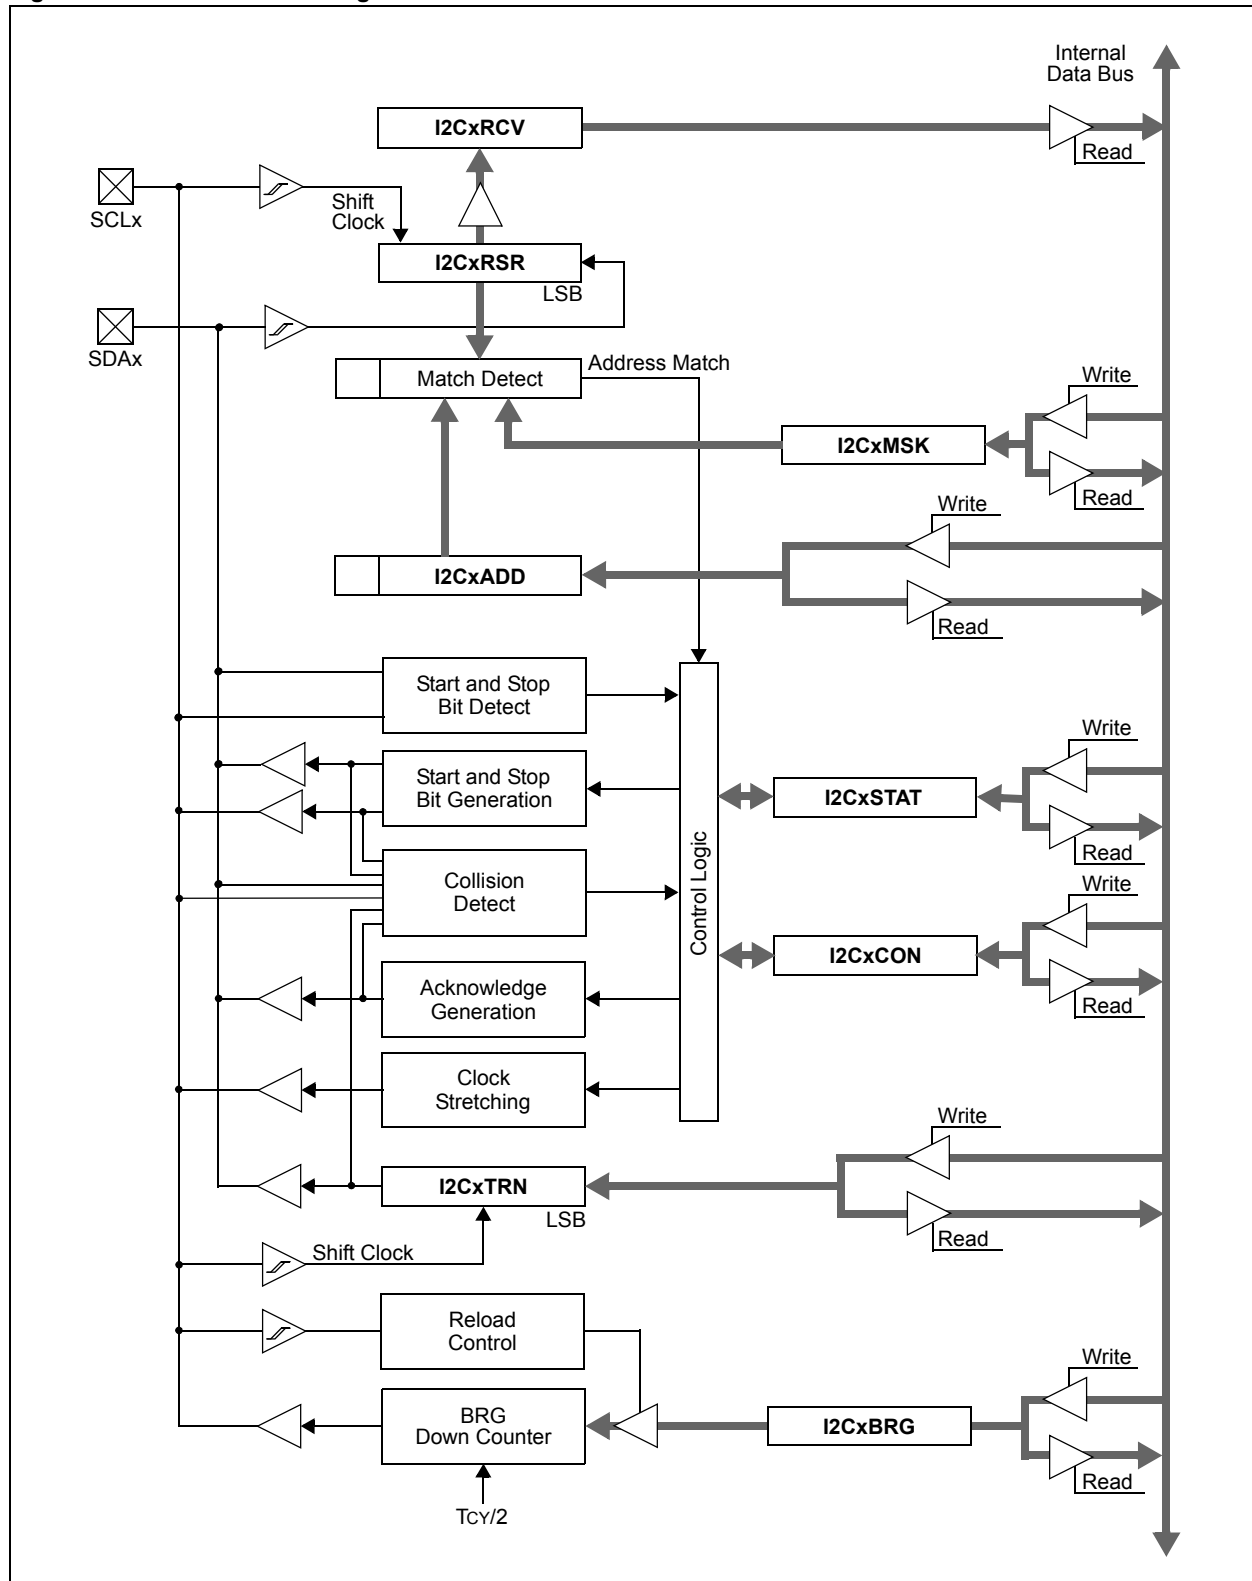 Internal
Data Bus
I2CxRCV
Read
SCLx
Shift
Clock
I2CxRSR
LSB
SDAx
Match Detect
Address Match
Write
I2CxMSK
Read
Write
I2CxADD
Read
Start and Stop
Bit Detect
Start and Stop
Bit Generation
Write
I2CxSTAT
Read
Collision
Detect
Control Logic
Write
I2CxCON
Read
Acknowledge
Generation
Clock
Stretching
Write
I2CxTRN
LSB
Read
Shift Clock
Reload
Control
Write
BRG
Down Counter
I2CxBRG
Read
TCY/2